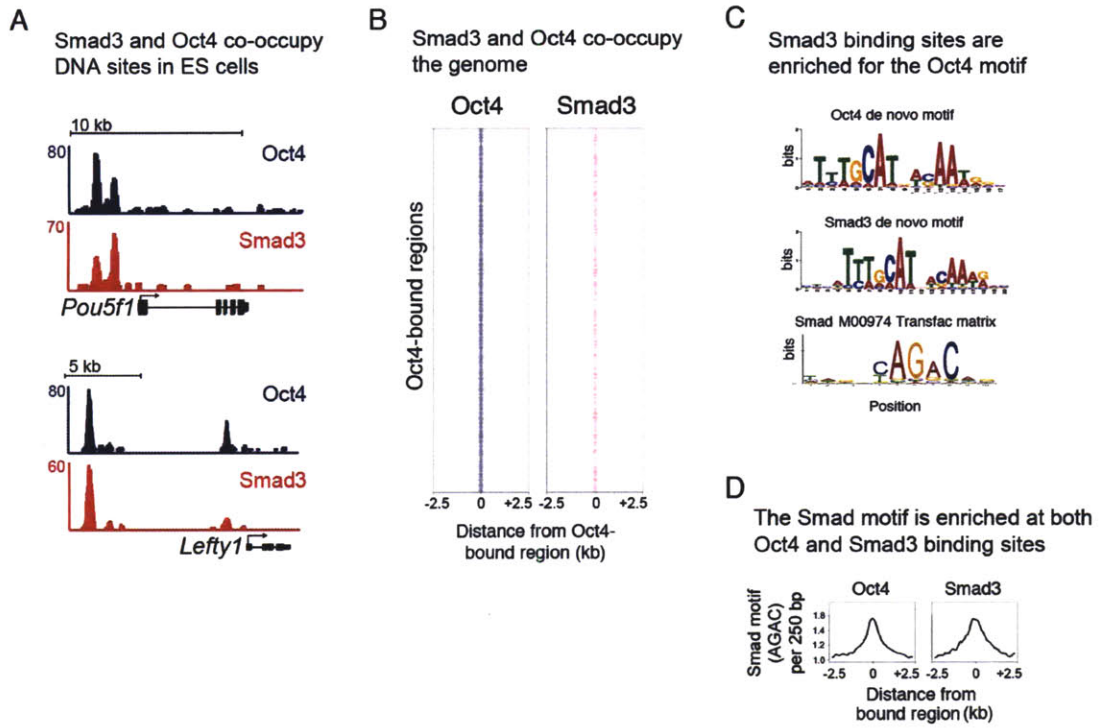 A
Smad3 and Oct4 co-occupy
DNA sites in ES cells
10 kb
80
Oct4
70
Smad3
Pou5f1
5 kb
80
Oct4
60
Smad3
Lefty1
B
Smad3 and Oct4 co-occupy
the genome
Oct4 Smad3
Oct4-bound regions
-2.5 0 +2.5 -2.5 0 +2.5
Distance from Oct4-
bound region (kb)
C
Smad3 binding sites are
enriched for the Oct4 motif
Oct4 de novo motif
bits
Smad3 de novo motif
bits
Smad M00974 Transfac matrix
bits
Position
D
The Smad motif is enriched at both
Oct4 and Smad3 binding sites
Oct4 Smad3
Smad motif
(AGAC)
per 250 bp
1.8
1.4
1.2
1.0
-2.5 0 +2.5 -2.5 0 +2.5
Distance from
bound region (kb)